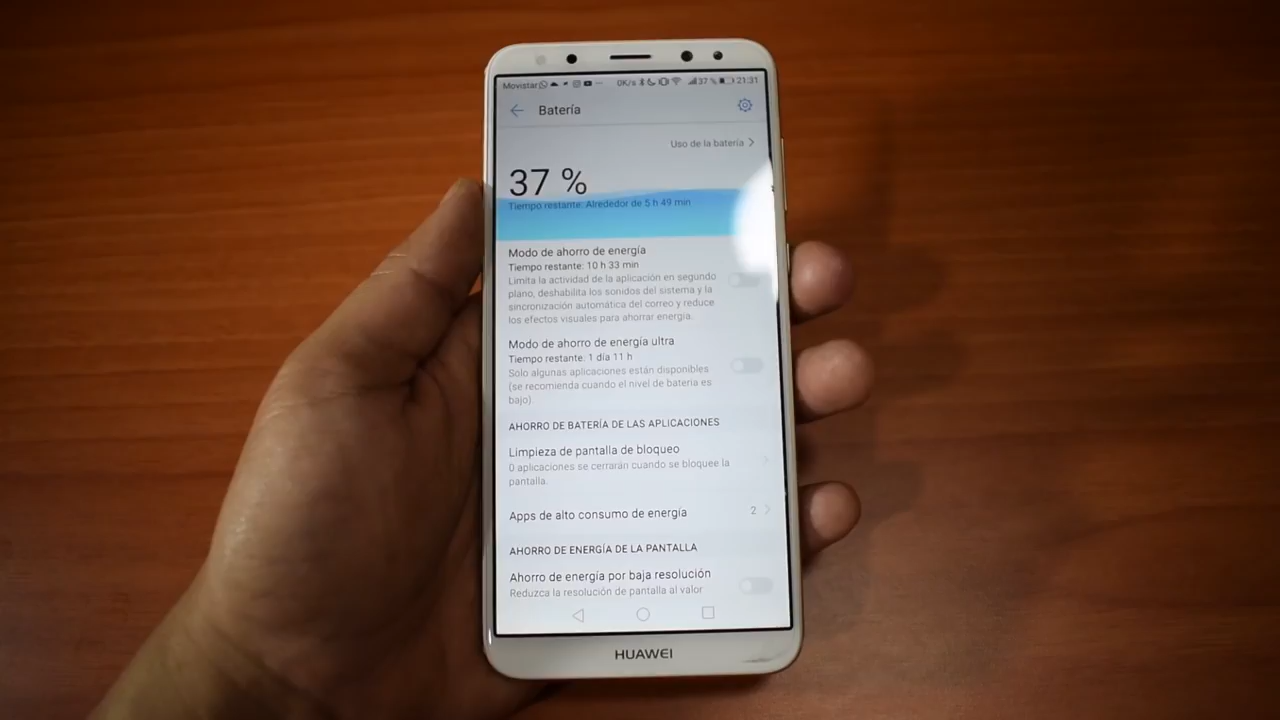 Movistar 0K/s 37 % 21:31
Batería
Uso de la batería
37 %
Tiempo restante: Alrededor de 5 h 49 min
Modo de ahorro de energía
Tiempo restante: 10 h 33 min
Limita la actividad de la aplicación en segundo
plano, deshabilita los sonidos del sistema y la
sincronización automática del correo y reduce
los efectos visuales para ahorrar energía.
Modo de ahorro de energía ultra
Tiempo restante: 1 día 11 h
Solo algunas aplicaciones están disponibles
(se recomienda cuando el nivel de batería es
bajo).
AHORRO DE BATERÍA DE LAS APLICACIONES
Limpieza de pantalla de bloqueo
0 aplicaciones se cerrarán cuando se bloquee la
pantalla.
Apps de alto consumo de energía 2
AHORRO DE ENERGÍA DE LA PANTALLA
Ahorro de energía por baja resolución
Reduzca la resolución de pantalla al valor
HUAWEI